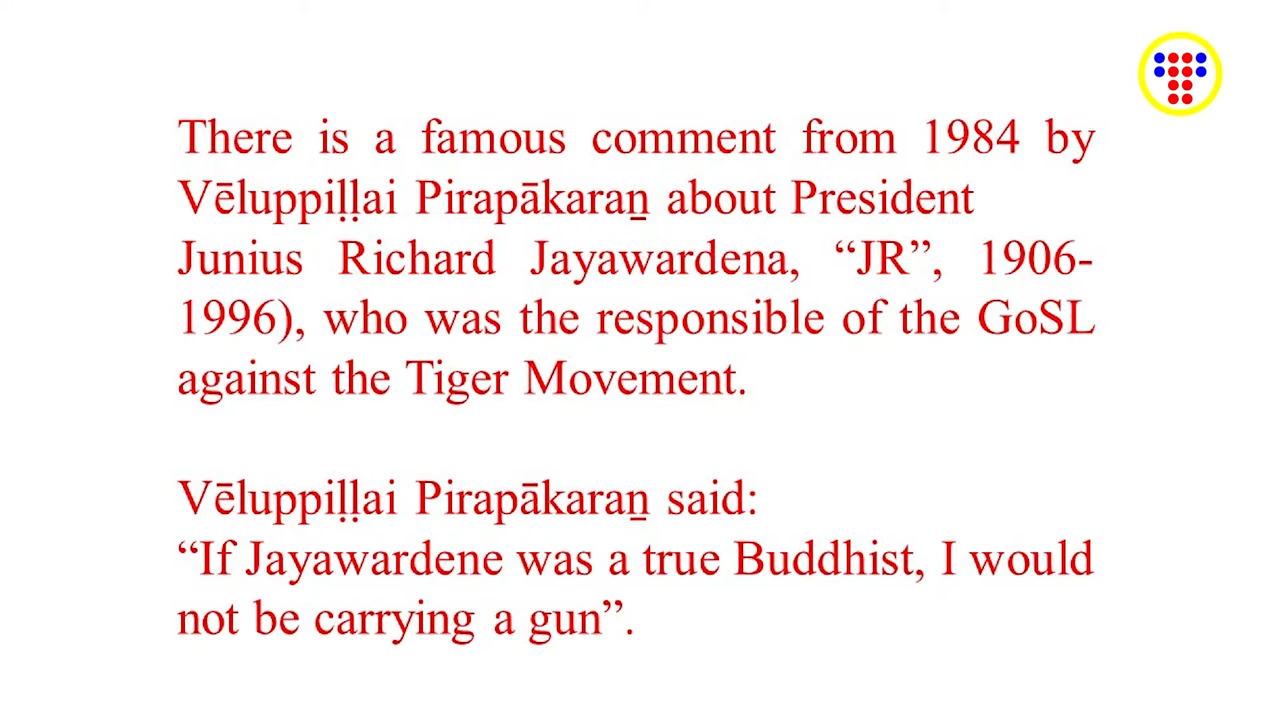 There is a famous comment from 1984 by
Vēluppiḷḷai Pirapākaraṉ about President
Junius Richard Jayawardena, “JR”, 1906-
1996), who was the responsible of the GoSL
against the Tiger Movement.
Vēluppiḷḷai Pirapākaraṉ said:
“If Jayawardene was a true Buddhist, I would
not be carrying a gun”.